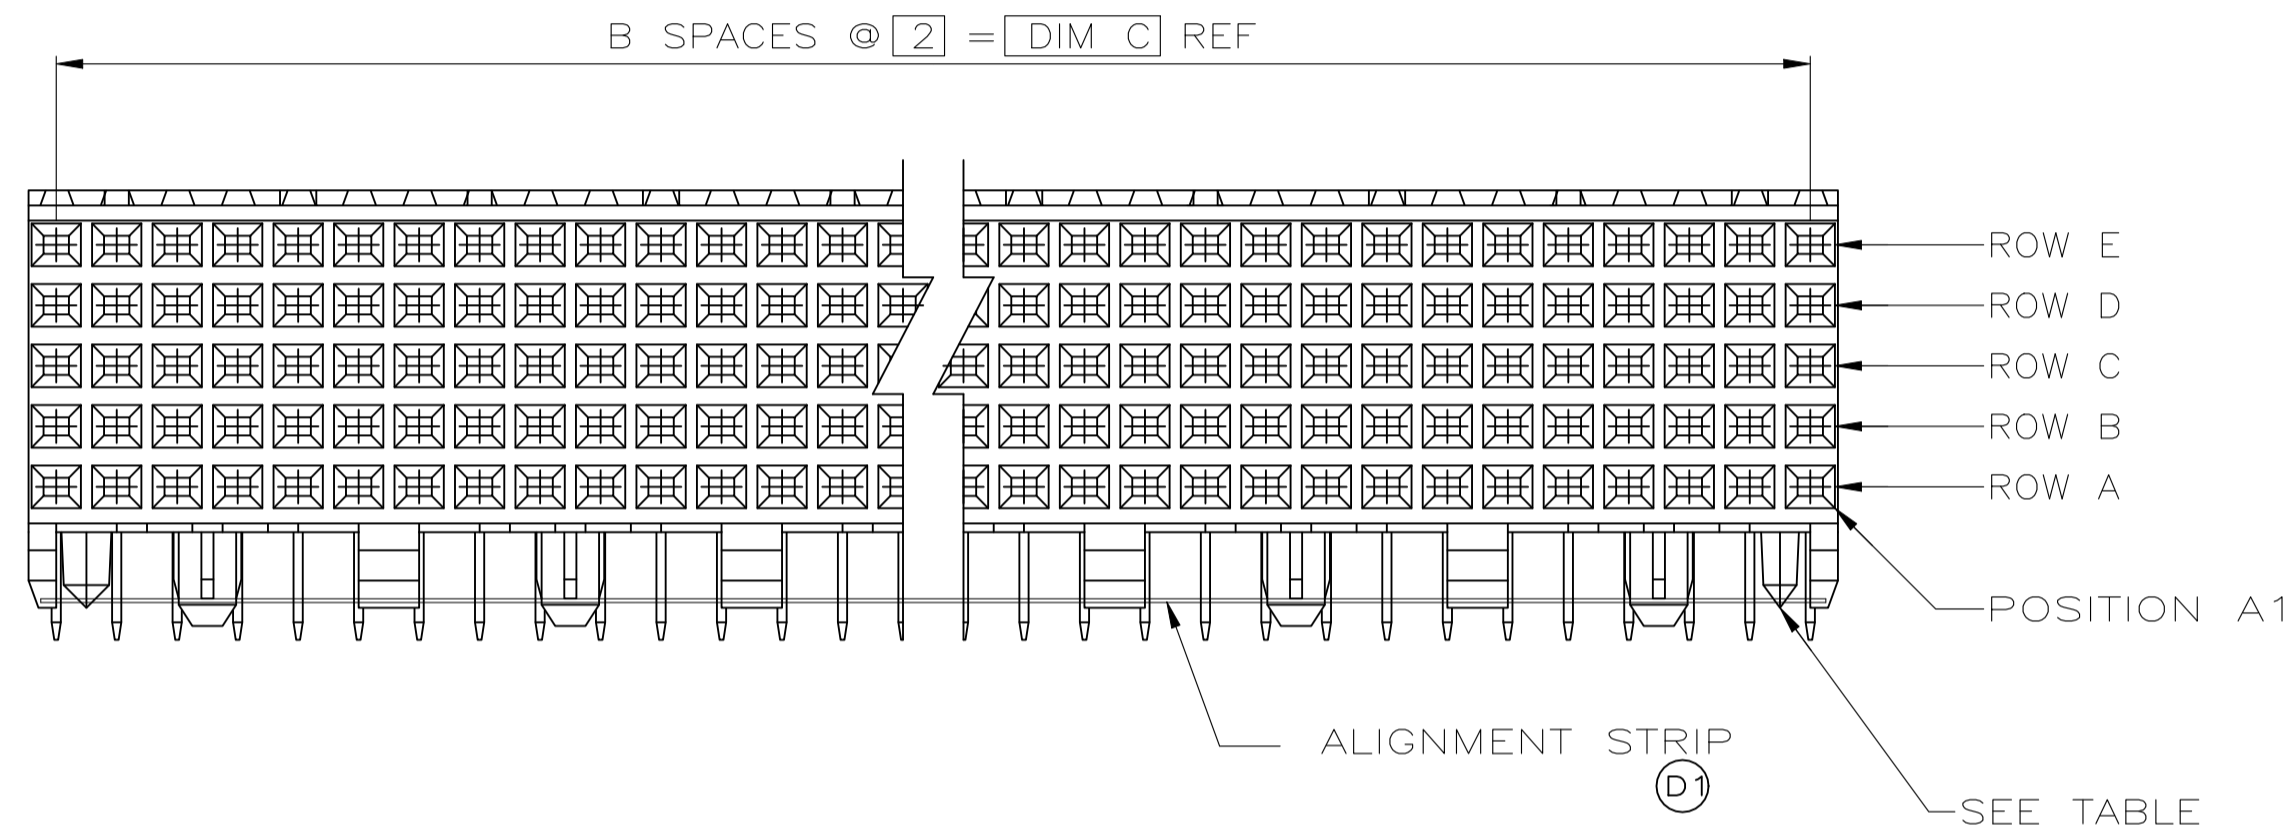 B SPACES @ 2 = DIM C REF
ROW E
ROW D
ROW C
ROW B
ROW A
POSITION A1
ALIGNMENT STRIP
D1
SEE TABLE